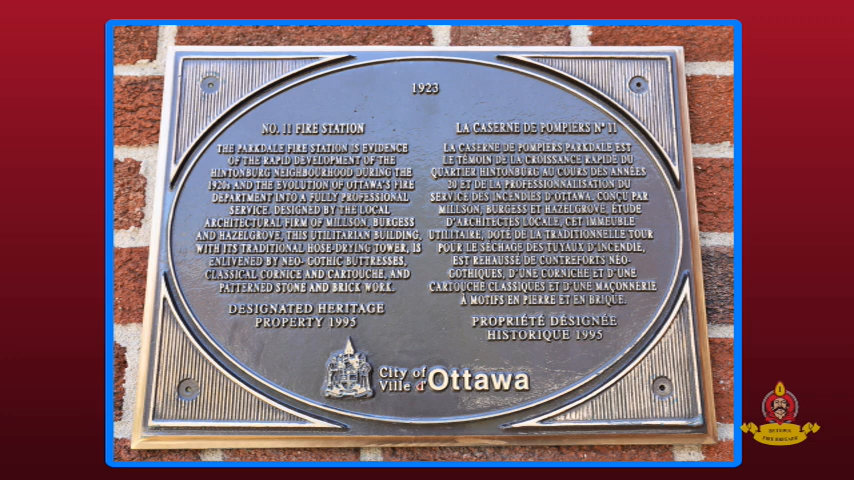 1923
NO. 11 FIRE STATION
THE PARKDALE FIRE STATION IS EVIDENCE
OF THE RAPID DEVELOPMENT OF THE
HINTONBURG NEIGHBOURHOOD DURING THE
1920s AND THE EVOLUTION OF OTTAWA'S FIRE
DEPARTMENT INTO A FULLY PROFESSIONAL
SERVICE. DESIGNED BY THE LOCAL
ARCHITECTURAL FIRM OF MILLSON, BURGESS
AND HAZELGROVE, THIS UTILITARIAN BUILDING,
WITH ITS TRADITIONAL HOSE-DRYING TOWER, IS
ENLIVENED BY NEO- GOTHIC BUTTRESSES,
CLASSICAL CORNICE AND CARTOUCHE, AND
PATTERNED STONE AND BRICK WORK.
DESIGNATED HERITAGE
PROPERTY 1995
LA CASERNE DE POMPIERS N° 11
LA CASERNE DE POMPIERS PARKDALE EST
LE TÉMOIN DE LA CROISSANCE RAPIDE DU
QUARTIER HINTONBURG AU COURS DES ANNÉES
20 ET DE LA PROFESSIONNALISATION DU
SERVICE DES INCENDIES D'OTTAWA. CONÇU PAR
MILLSON, BURGESS ET HAZELGROVE, ÉTUDE
D'ARCHITECTES LOCALE, CET IMMEUBLE
UTILITAIRE, DOTÉ DE LA TRADITIONNELLE TOUR
POUR LE SÉCHAGE DES TUYAUX D'INCENDIE,
EST REHAUSSÉ DE CONTREFORTS NÉO-
GOTHIQUES, D'UNE CORNICHE ET D'UNE
CARTOUCHE CLASSIQUES ET D'UNE MAÇONNERIE
À MOTIFS EN PIERRE ET EN BRIQUE.
PROPRIÉTÉ DÉSIGNÉE
HISTORIQUE 1995
City of
Ville d'Ottawa
FIRE BRIGADE